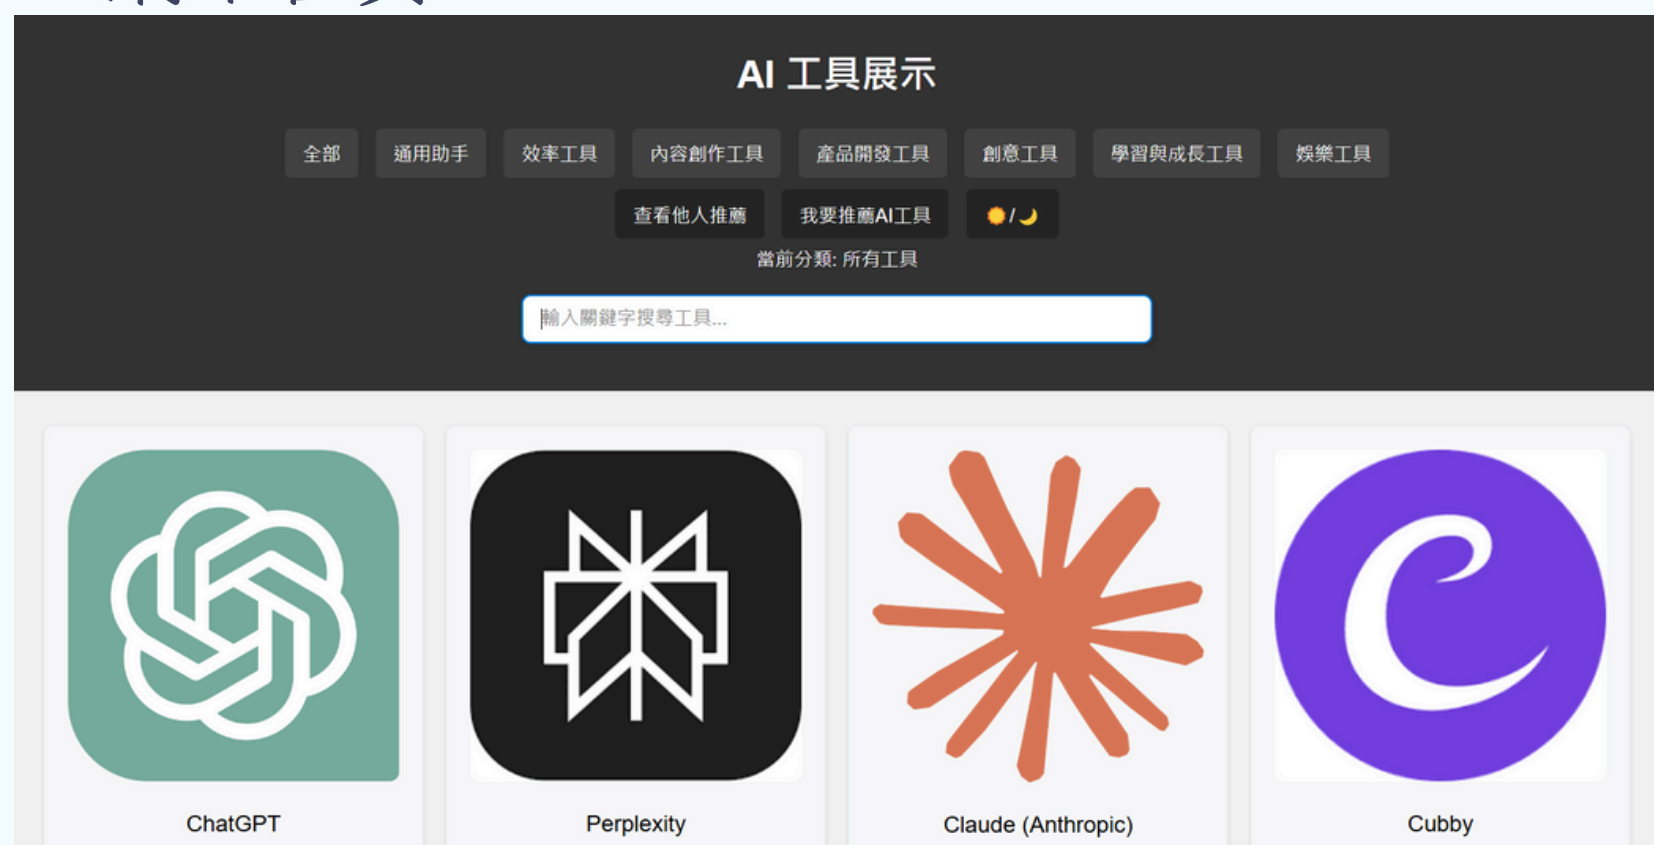 AI 工具展示
全部 通用助手 效率工具 內容創作工具 產品開發工具 創意工具 學習與成長工具 娛樂工具
查看他人推薦 我要推薦AI工具 /
當前分類: 所有工具
輸入關鍵字搜尋工具...
ChatGPT Perplexity Claude (Anthropic) Cubby